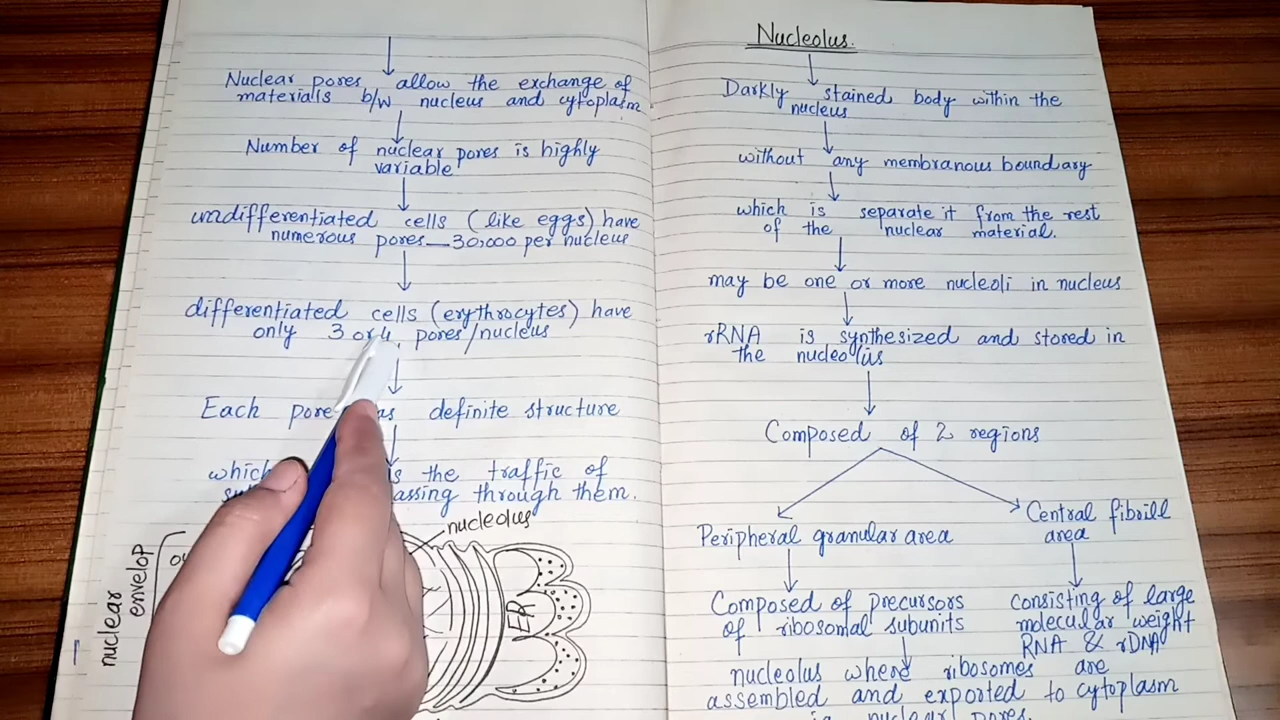 Nuclear pores allow the exchange of
materials b/w nucleus and cytoplasm
Number of nuclear pores is highly
variable
undifferentiated cells (like eggs) have
numerous pores—30,000 per nucleus
differentiated cells (erythrocytes) have
only 3 or 4 pores/nucleus
Each definite structure
which the traffic of
passing through them.
nucleolus
nuclear
envelop
ER
Nucleolus.
Darkly stained body within the
nucleus
without any membranous boundary
which is separate it from the rest
of the nuclear material.
may be one or more nucleoli in nucleus
rRNA is synthesized and stored in
the nucleolus
Composed of 2 regions
Peripheral granular area
Central fibrill
area
Composed of precursors
of ribosomal subunits
consisting of large
molecular weight
RNA & rDNA
nucleolus where ribosomes are
assembled and exported to cytoplasm
nuclear pores.